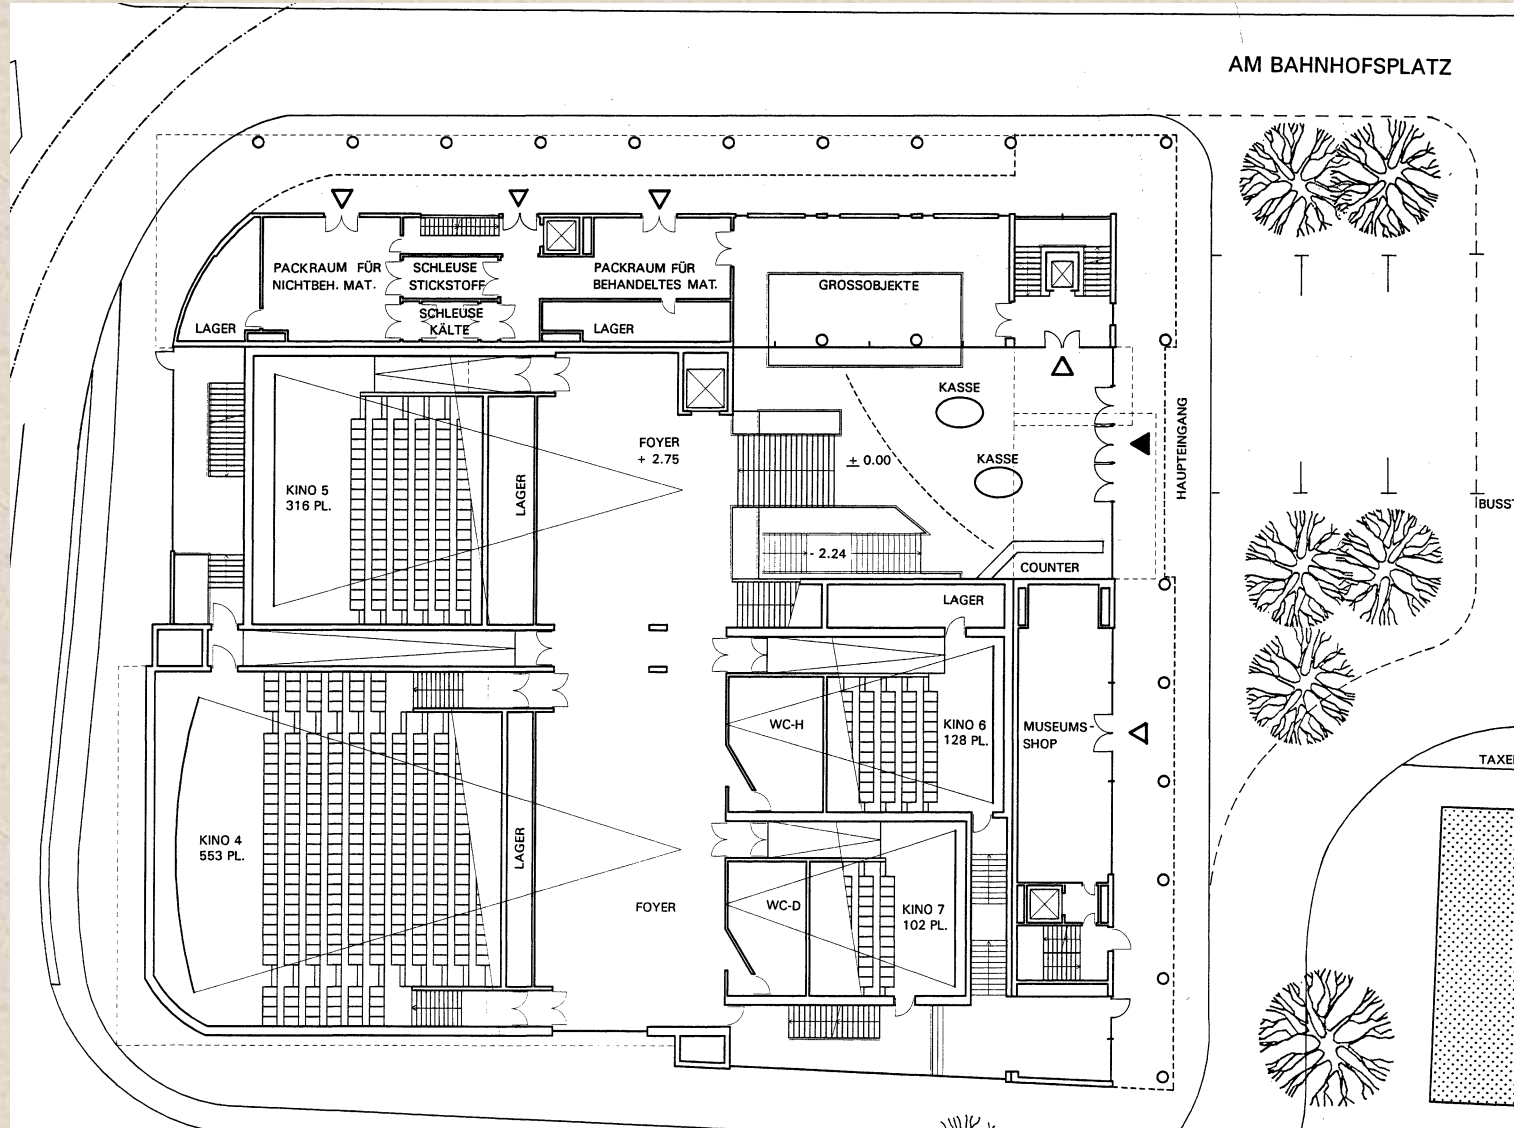 AM BAHNHOFSPLATZ
PACKRAUM FÜR
NICHTBEH. MAT.
SCHLEUSE
STICKSTOFF
SCHLEUSE
KÄLTE
PACKRAUM FÜR
BEHANDELTES MAT.
GROSSOBJEKTE
LAGER
LAGER
KASSE
KASSE
HAUPTEINGANG
FOYER
+ 2.75
± 0.00
KINO 5
316 PL.
LAGER
BUSST
- 2.24
COUNTER
LAGER
WC-H
KINO 6
128 PL.
MUSEUMS-
SHOP
TAXE
KINO 4
553 PL.
LAGER
FOYER
WC-D
KINO 7
102 PL.